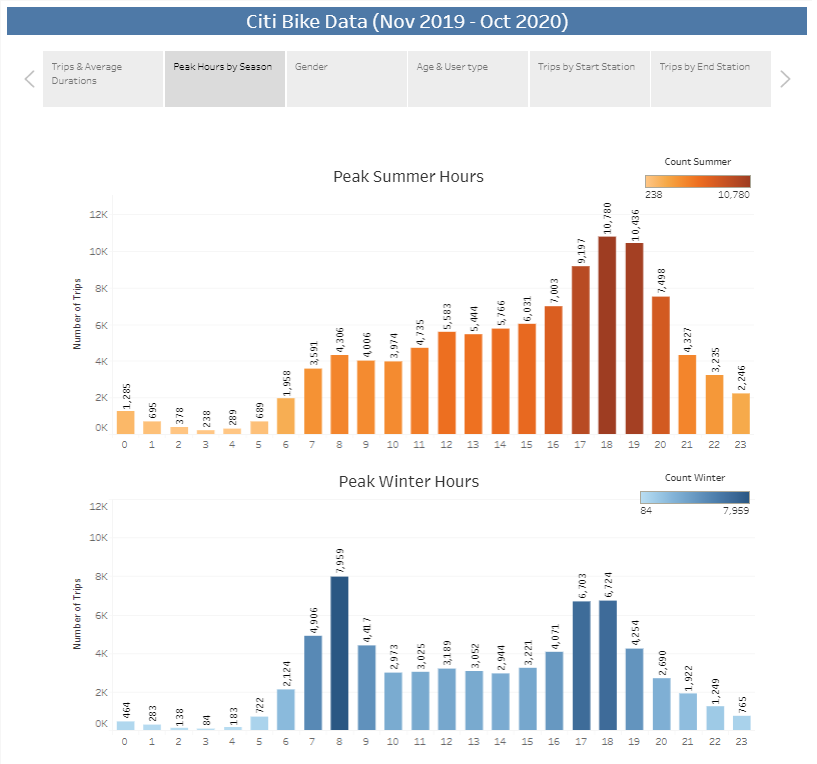 Citi Bike Data (Nov 2019 - Oct 2020)
Trips & Average
Durations
Peak Hours by Season
Gender
Age & User type
Trips by Start Station
Trips by End Station
Count Summer
238 10,780
Peak Summer Hours
Number of Trips
12K
10K
8K
6K
4K
2K
0K
1,285
695
378
238
289
689
1,958
3,591
4,306
4,006
3,974
4,735
5,583
5,444
5,766
6,031
7,003
9,197
10,780
10,436
7,498
4,327
3,235
2,246
0 1 2 3 4 5 6 7 8 9 10 11 12 13 14 15 16 17 18 19 20 21 22 23
Count Winter
84 7,959
Peak Winter Hours
Number of Trips
12K
10K
8K
6K
4K
2K
0K
464
283
138
84
183
722
2,124
4,906
7,959
4,417
2,973
3,025
3,189
3,052
2,944
3,221
4,071
6,703
6,724
4,254
2,690
1,922
1,249
765
0 1 2 3 4 5 6 7 8 9 10 11 12 13 14 15 16 17 18 19 20 21 22 23